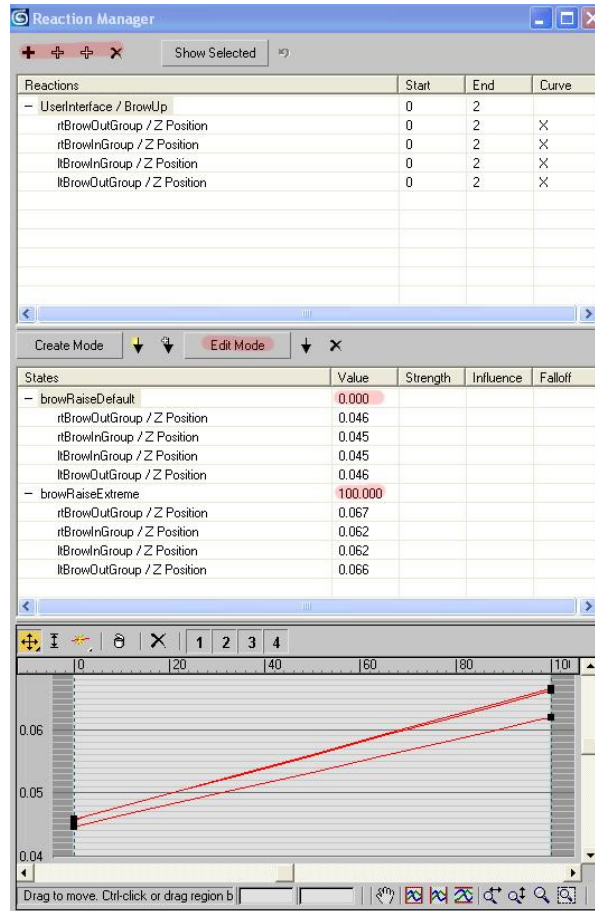 Reaction Manager
Show Selected
Reactions Start End Curve
UserInterface / BrowUp 0 2
rtBrowOutGroup / Z Position 0 2 X
rtBrowInGroup / Z Position 0 2 X
ltBrowInGroup / Z Position 0 2 X
ltBrowOutGroup / Z Position 0 2 X
Create Mode Edit Mode
States Value Strength Influence Falloff
browRaiseDefault 0.000
rtBrowOutGroup / Z Position 0.046
rtBrowInGroup / Z Position 0.045
ltBrowInGroup / Z Position 0.045
ltBrowOutGroup / Z Position 0.046
browRaiseExtreme 100.000
rtBrowOutGroup / Z Position 0.067
rtBrowInGroup / Z Position 0.062
ltBrowInGroup / Z Position 0.062
ltBrowOutGroup / Z Position 0.066
1 2 3 4
0 20 40 60 80 10
0.06
0.05
0.04
Drag to move. Ctrl-click or drag region b